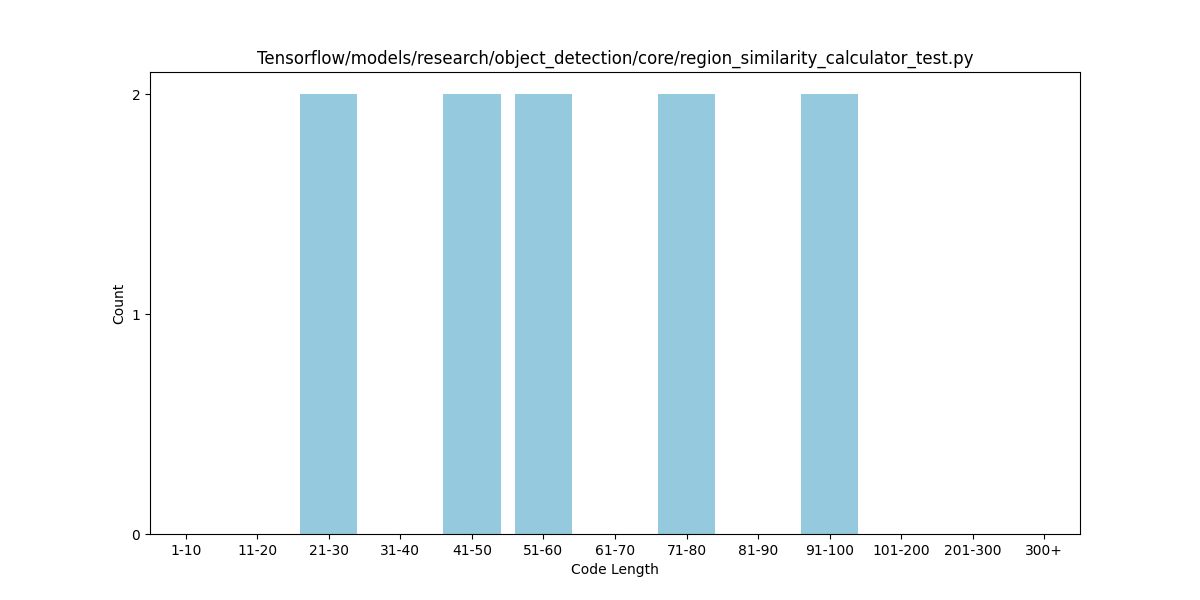 Tensorflow/models/research/object_detection/core/region_similarity_calculator_test.py
2
1
0
Count
1-10 11-20 21-30 31-40 41-50 51-60 61-70 71-80 81-90 91-100 101-200 201-300 300+
Code Length